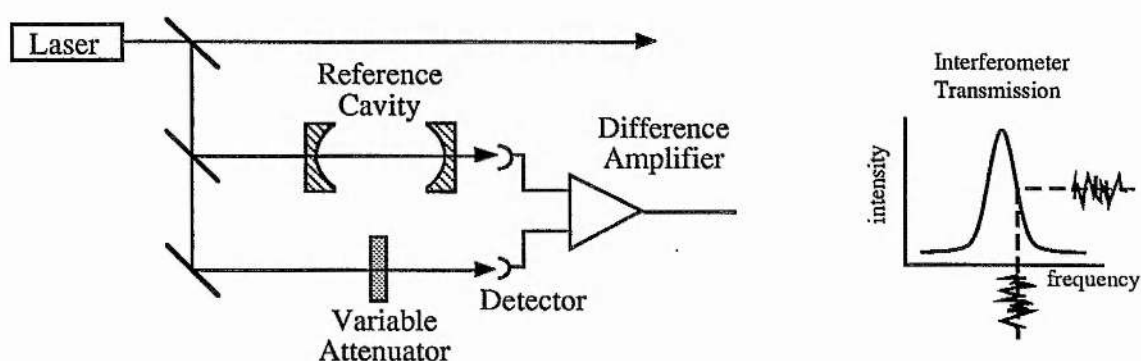 Laser
Reference
Cavity
Difference
Amplifier
Detector
Variable
Attenuator
Interferometer
Transmission
intensity
frequency